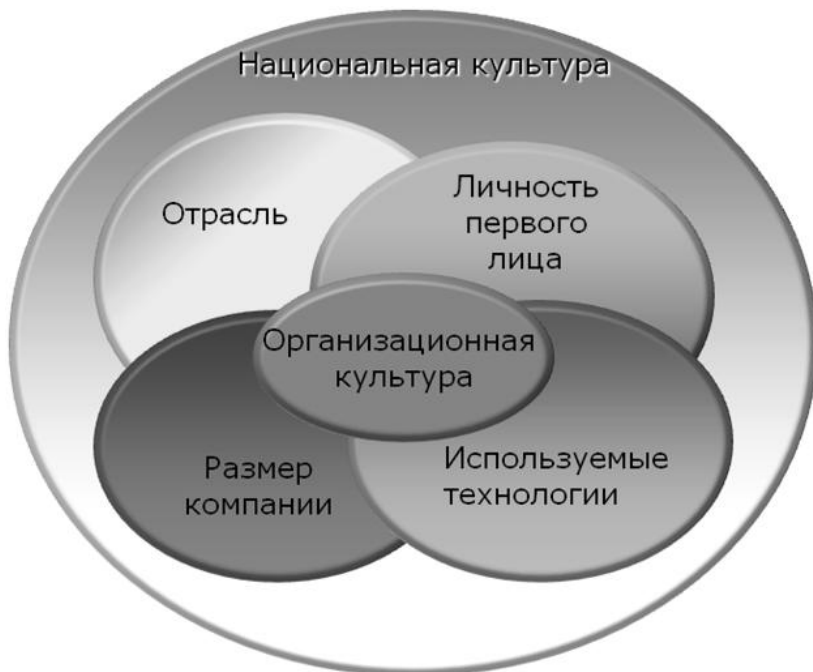 Национальная культура
Отрасль
Личность
первого
лица
Организационная
культура
Размер
компании
Используемые
технологии